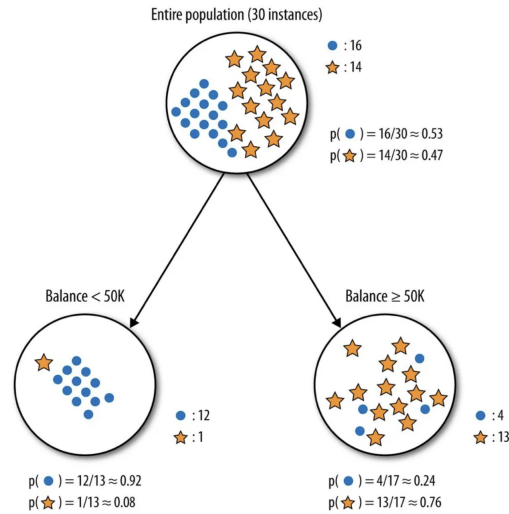 Entire population (30 instances)
: 16
: 14
p( ) = 16/30 ≈ 0.53
p( ) = 14/30 ≈ 0.47
Balance < 50K
Balance ≥ 50K
: 12
: 1
: 4
: 13
p( ) = 12/13 ≈ 0.92
p( ) = 1/13 ≈ 0.08
p( ) = 4/17 ≈ 0.24
p( ) = 13/17 ≈ 0.76